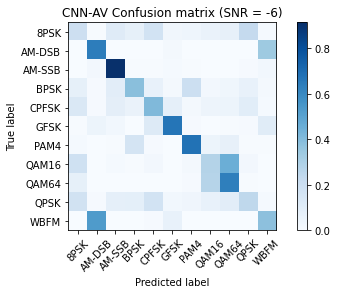 CNN-AV Confusion matrix (SNR = -6)
8PSK
AM-DSB
AM-SSB
BPSK
CPFSK
GFSK
PAM4
QAM16
QAM64
QPSK
WBFM
True label
8PSK
AM-DSB
AM-SSB
BPSK
CPFSK
GFSK
PAM4
QAM16
QAM64
QPSK
WBFM
Predicted label
0.8
0.6
0.4
0.2
0.0